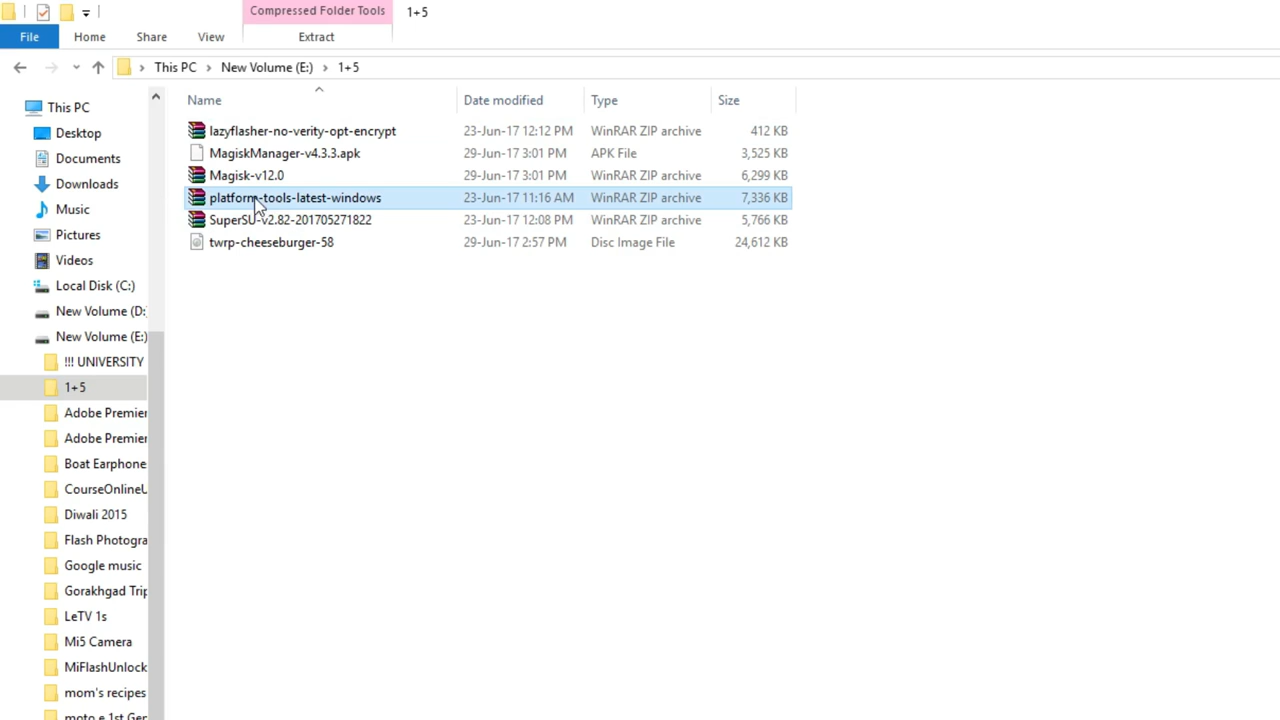 Compressed Folder Tools 1+5
File Home Share View Extract
This PC New Volume (E:) 1+5
Name Date modified Type Size
lazyflasher-no-verity-opt-encrypt 23-Jun-17 12:12 PM WinRAR ZIP archive 412 KB
MagiskManager-v4.3.3.apk 29-Jun-17 3:01 PM APK File 3,525 KB
Magisk-v12.0 29-Jun-17 3:01 PM WinRAR ZIP archive 6,299 KB
platform-tools-latest-windows 23-Jun-17 11:16 AM WinRAR ZIP archive 7,336 KB
SuperSU-v2.82-201705271822 23-Jun-17 12:08 PM WinRAR ZIP archive 5,766 KB
twrp-cheeseburger-58 29-Jun-17 2:57 PM Disc Image File 24,612 KB
This PC
Desktop
Documents
Downloads
Music
Pictures
Videos
Local Disk (C:)
New Volume (D:
New Volume (E:)
!!! UNIVERSITY
1+5
Adobe Premier
Adobe Premier
Boat Earphone
CourseOnlineU
Diwali 2015
Flash Photogra
Google music
Gorakhgad Trip
LeTV 1s
Mi5 Camera
MiFlashUnlock
mom's recipes
moto e 1st Gen